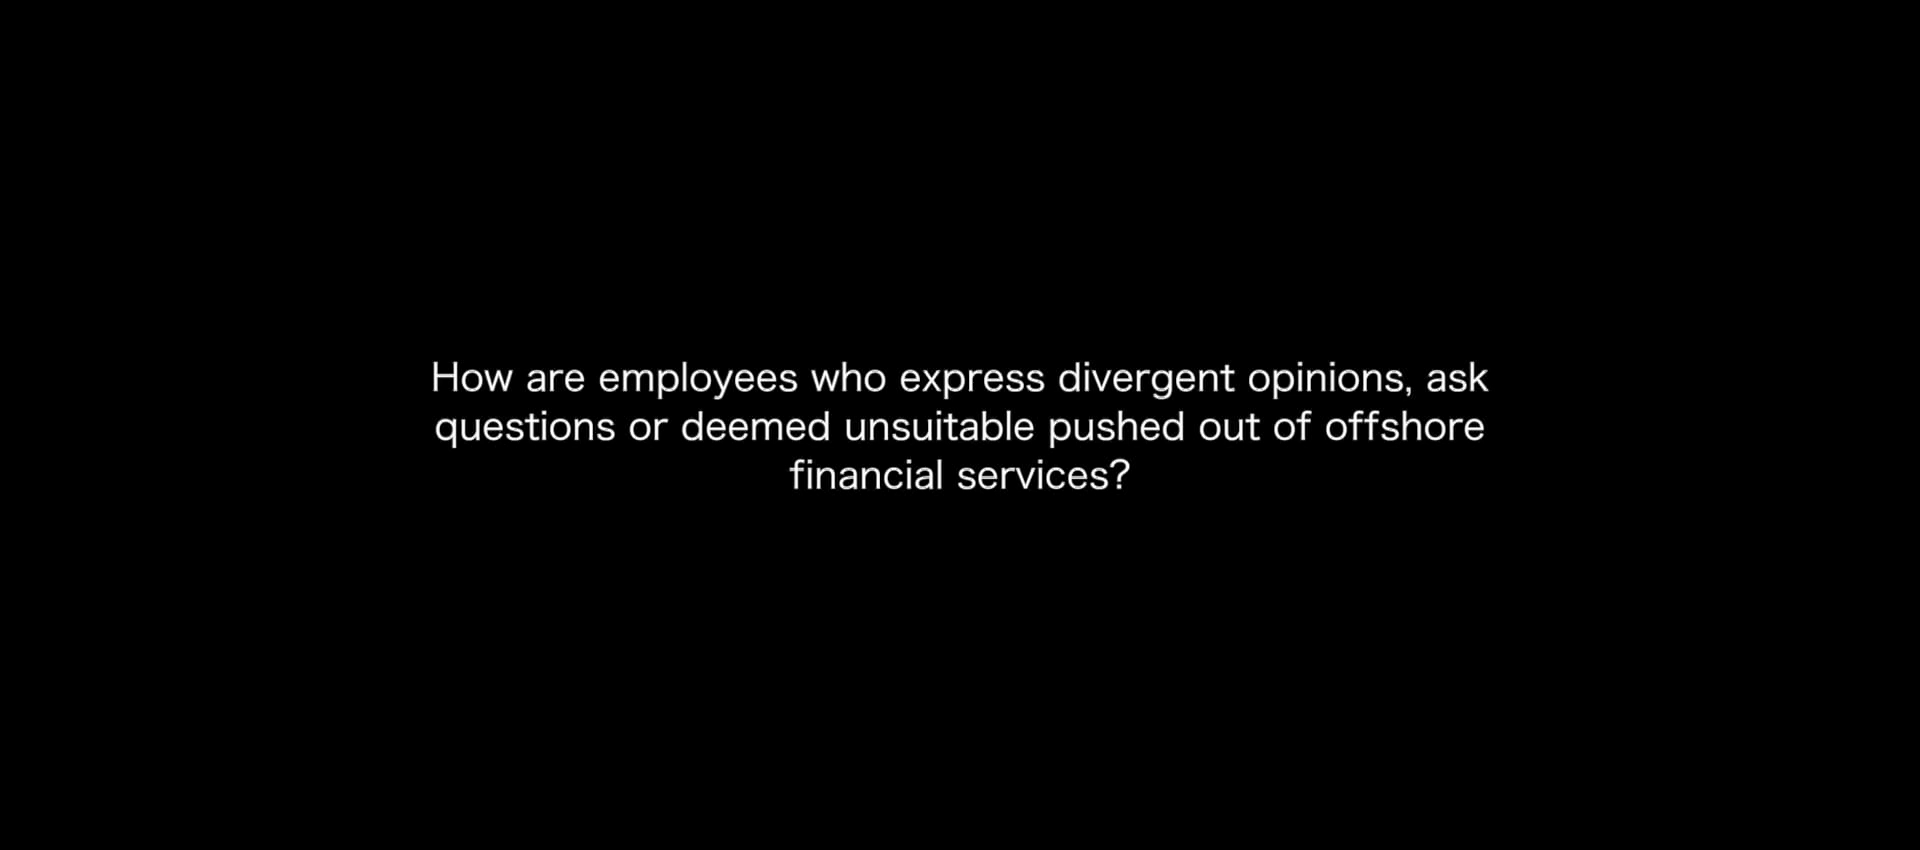 How are employees who express divergent opinions, ask
questions or deemed unsuitable pushed out of offshore
financial services?